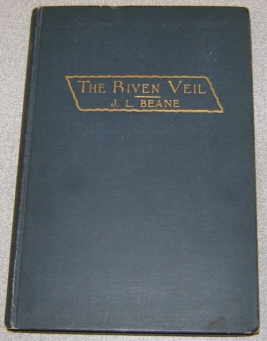 THE RIVEN VEIL
J. L. BEANE